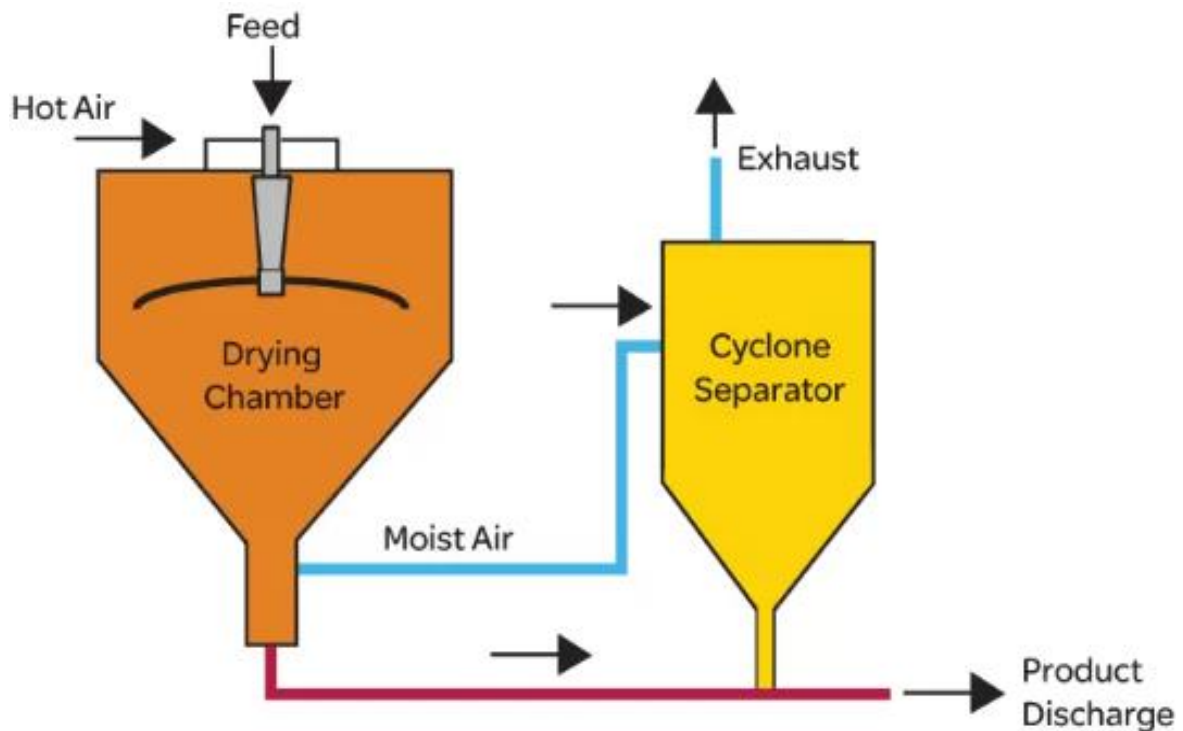 Feed
Hot Air
Exhaust
Drying
Chamber
Cyclone
Separator
Moist Air
Product
Discharge